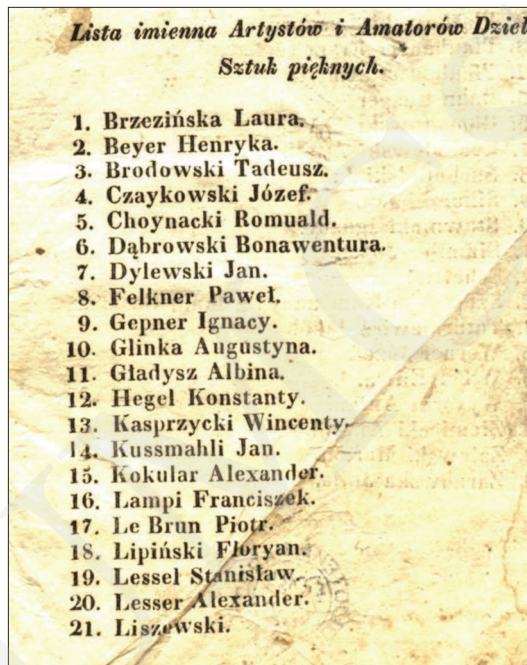 Lista imienna Artystów i Amatorów Dzieł
Sztuk pięknych.
1. Brzezińska Laura.
2. Beyer Henryka.
3. Brodowski Tadeusz.
4. Czaykowski Józef.
5. Choynacki Romuald.
6. Dąbrowski Bonawentura.
7. Dylewski Jan.
8. Felkner Paweł.
9. Gepner Ignacy.
10. Glinka Augustyna.
11. Gładysz Albina.
12. Hegel Konstanty.
13. Kasprzycki Wincenty.
14. Kussmahli Jan.
15. Kokular Alexander.
16. Lampi Franciszek.
17. Le Brun Piotr.
18. Lipiński Floryan.
19. Lessel Stanisław.
20. Lesser Alexander.
21. Liszewski.